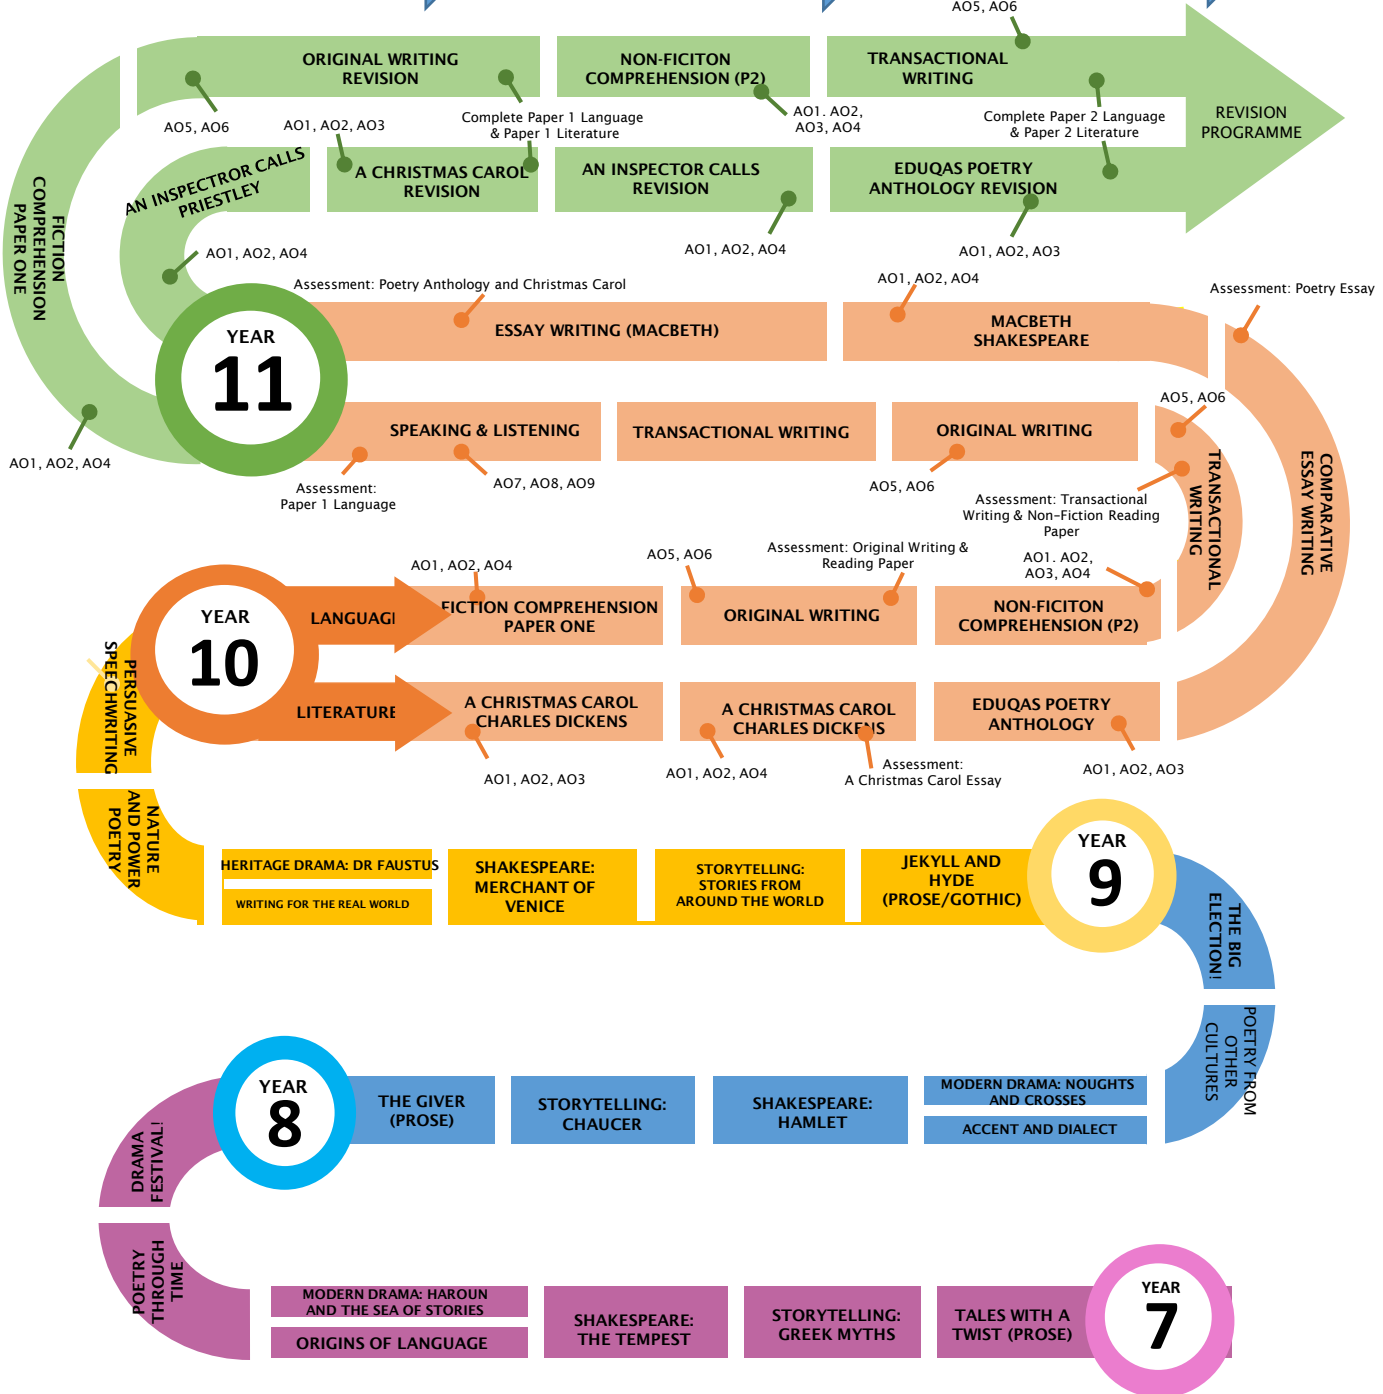 AO5, AO6
ORIGINAL WRITING
REVISION
NON-FICITON
COMPREHENSION (P2)
TRANSACTIONAL
WRITING
REVISION
PROGRAMME
AO5, AO6
AO1, AO2, AO3
Complete Paper 1 Language
& Paper 1 Literature
AO1. AO2,
AO3, AO4
Complete Paper 2 Language
& Paper 2 Literature
AN INSPECTROR CALLS
PRIESTLEY
A CHRISTMAS CAROL
REVISION
AN INSPECTOR CALLS
REVISION
EDUQAS POETRY
ANTHOLOGY REVISION
FICTION
COMPREHENSION
PAPER ONE
AO1, AO2, AO4
AO1, AO2, AO4
AO1, AO2, AO3
Assessment: Poetry Anthology and Christmas Carol
AO1, AO2, AO4
Assessment: Poetry Essay
YEAR
11
ESSAY WRITING (MACBETH)
MACBETH
SHAKESPEARE
AO5, AO6
SPEAKING & LISTENING
TRANSACTIONAL WRITING
ORIGINAL WRITING
AO1, AO2, AO4
Assessment:
Paper 1 Language
AO7, AO8, AO9
AO5, AO6
Assessment: Transactional
Writing & Non-Fiction Reading
Paper
TRANSACTIONAL
WRITING
COMPARATIVE
ESSAY WRITING
AO1, AO2, AO4
AO5, AO6
Assessment: Original Writing &
Reading Paper
AO1. AO2,
AO3, AO4
YEAR
10
LANGUAGE
FICTION COMPREHENSION
PAPER ONE
ORIGINAL WRITING
NON-FICITON
COMPREHENSION (P2)
LITERATURE
A CHRISTMAS CAROL
CHARLES DICKENS
A CHRISTMAS CAROL
CHARLES DICKENS
EDUQAS POETRY
ANTHOLOGY
AO1, AO2, AO3
AO1, AO2, AO4
Assessment:
A Christmas Carol Essay
AO1, AO2, AO3
PERSUASIVE
SPEECHWRITING
NATURE
AND POWER
POETRY
HERITAGE DRAMA: DR FAUSTUS
WRITING FOR THE REAL WORLD
SHAKESPEARE:
MERCHANT OF
VENICE
STORYTELLING:
STORIES FROM
AROUND THE WORLD
JEKYLL AND
HYDE
(PROSE/GOTHIC)
YEAR
9
THE BIG
ELECTION!
POETRY FROM
OTHER
CULTURES
YEAR
8
THE GIVER
(PROSE)
STORYTELLING:
CHAUCER
SHAKESPEARE:
HAMLET
MODERN DRAMA: NOUGHTS
AND CROSSES
ACCENT AND DIALECT
DRAMA
FESTIVAL!
POETRY
THROUGH
TIME
MODERN DRAMA: HAROUN
AND THE SEA OF STORIES
ORIGINS OF LANGUAGE
SHAKESPEARE:
THE TEMPEST
STORYTELLING:
GREEK MYTHS
TALES WITH A
TWIST (PROSE)
YEAR
7